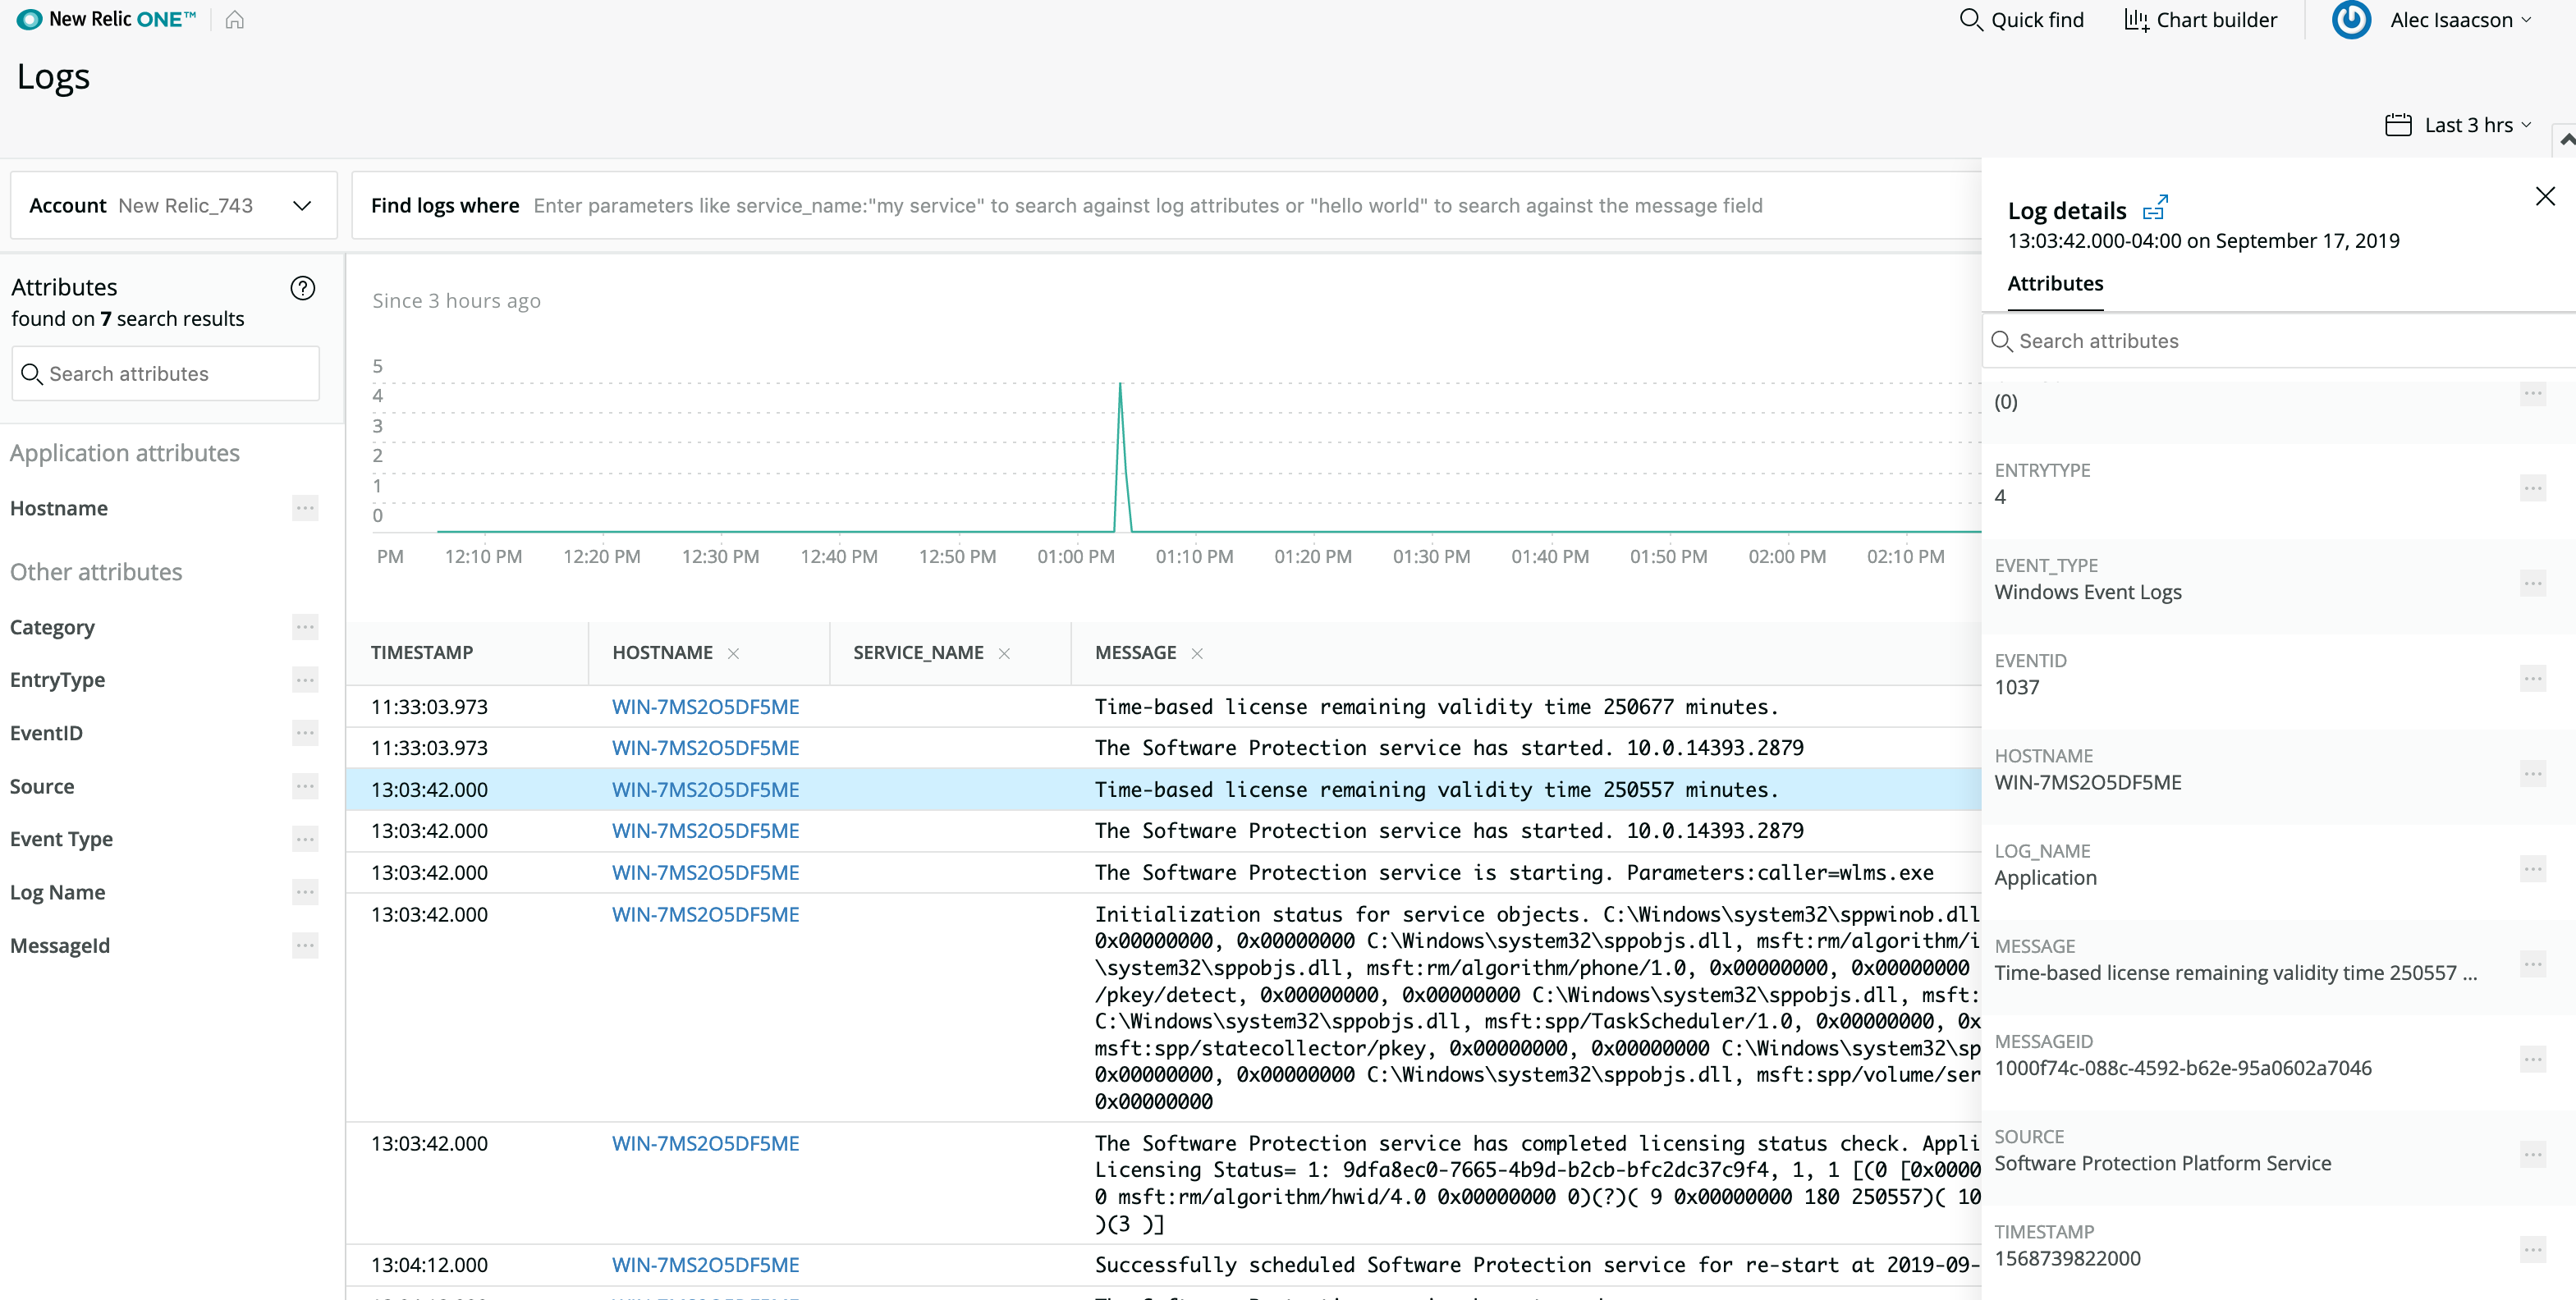 New Relic ONE™
Quick find
Chart builder
Alec Isaacson
Logs
Last 3 hrs
Account New Relic_743
Find logs where Enter parameters like service_name:"my service" to search against log attributes or "hello world" to search against the message field
Attributes
found on 7 search results
Search attributes
Application attributes
Hostname
Other attributes
Category
EntryType
EventID
Source
Event Type
Log Name
MessageId
Since 3 hours ago
5
4
3
2
1
0
PM 12:10 PM 12:20 PM 12:30 PM 12:40 PM 12:50 PM 01:00 PM 01:10 PM 01:20 PM 01:30 PM 01:40 PM 01:50 PM 02:00 PM 02:10 PM
TIMESTAMP HOSTNAME SERVICE_NAME MESSAGE
11:33:03.973 WIN-7MS2O5DF5ME Time-based license remaining validity time 250677 minutes.
11:33:03.973 WIN-7MS2O5DF5ME The Software Protection service has started. 10.0.14393.2879
13:03:42.000 WIN-7MS2O5DF5ME Time-based license remaining validity time 250557 minutes.
13:03:42.000 WIN-7MS2O5DF5ME The Software Protection service has started. 10.0.14393.2879
13:03:42.000 WIN-7MS2O5DF5ME The Software Protection service is starting. Parameters:caller=wlms.exe
13:03:42.000 WIN-7MS2O5DF5ME Initialization status for service objects. C:\Windows\system32\sppwinob.dll
0x00000000, 0x00000000 C:\Windows\system32\sppobjs.dll, msft:rm/algorithm/i
\system32\sppobjs.dll, msft:rm/algorithm/phone/1.0, 0x00000000, 0x00000000
/pkey/detect, 0x00000000, 0x00000000 C:\Windows\system32\sppobjs.dll, msft:
C:\Windows\system32\sppobjs.dll, msft:spp/TaskScheduler/1.0, 0x00000000, 0x
msft:spp/statecollector/pkey, 0x00000000, 0x00000000 C:\Windows\system32\sp
0x00000000, 0x00000000 C:\Windows\system32\sppobjs.dll, msft:spp/volume/ser
0x00000000
13:03:42.000 WIN-7MS2O5DF5ME The Software Protection service has completed licensing status check. Appli
Licensing Status= 1: 9dfa8ec0-7665-4b9d-b2cb-bfc2dc37c9f4, 1, 1 [(0 [0x0000
0 msft:rm/algorithm/hwid/4.0 0x00000000 0)(?)( 9 0x00000000 180 250557)( 10
)(3 )]
13:04:12.000 WIN-7MS2O5DF5ME Successfully scheduled Software Protection service for re-start at 2019-09-
Log details
13:03:42.000-04:00 on September 17, 2019
Attributes
Search attributes
(0)
ENTRYTYPE
4
EVENT_TYPE
Windows Event Logs
EVENTID
1037
HOSTNAME
WIN-7MS2O5DF5ME
LOG_NAME
Application
MESSAGE
Time-based license remaining validity time 250557 ...
MESSAGEID
1000f74c-088c-4592-b62e-95a0602a7046
SOURCE
Software Protection Platform Service
TIMESTAMP
1568739822000